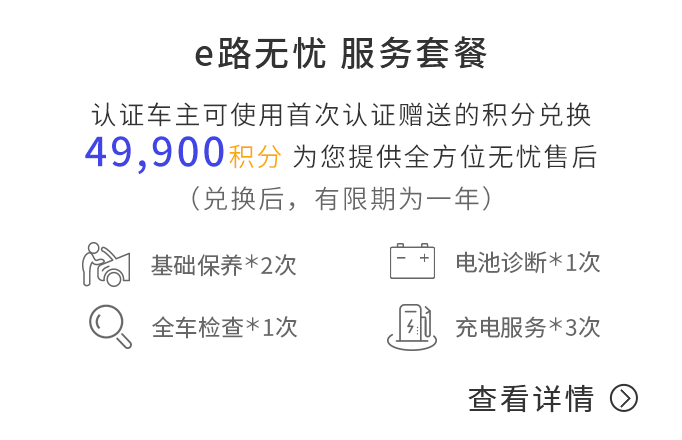 e路无忧 服务套餐
认证车主可使用首次认证赠送的积分兑换
49,900积分 为您提供全方位无忧售后
（兑换后，有限期为一年）
基础保养*2次
电池诊断*1次
全车检查*1次
充电服务*3次
查看详情